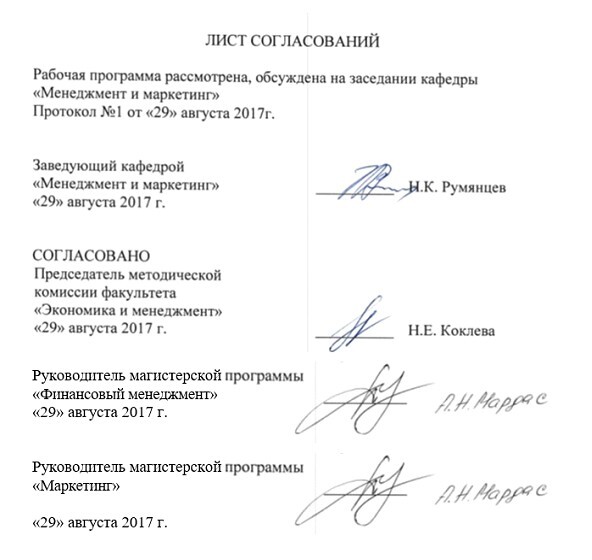 ЛИСТ СОГЛАСОВАНИЙ
Рабочая программа рассмотрена, обсуждена на заседании кафедры
«Менеджмент и маркетинг»
Протокол №1 от «29» августа 2017г.
Заведующий кафедрой
«Менеджмент и маркетинг»
«29» августа 2017 г.
Н.К. Румянцев
СОГЛАСОВАНО
Председатель методической
комиссии факультета
«Экономика и менеджмент»
«29» августа 2017 г.
Н.Е. Коклева
Руководитель магистерской программы
«Финансовый менеджмент»
«29» августа 2017 г.
А.Н. Мардас
Руководитель магистерской программы
«Маркетинг»
А.Н. Мардас
«29» августа 2017 г.